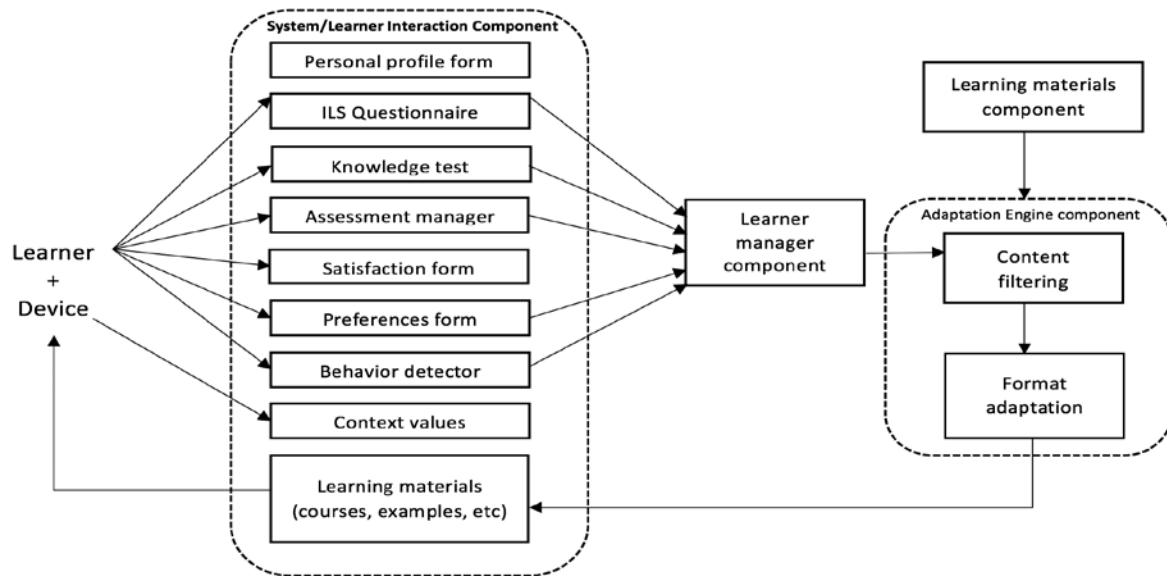 System/Learner Interaction Component
Personal profile form
ILS Questionnaire
Knowledge test
Assessment manager
Satisfaction form
Preferences form
Behavior detector
Context values
Learning materials
(courses, examples, etc)
Learner
+
Device
Learner
manager
component
Learning materials
component
Adaptation Engine component
Content
filtering
Format
adaptation